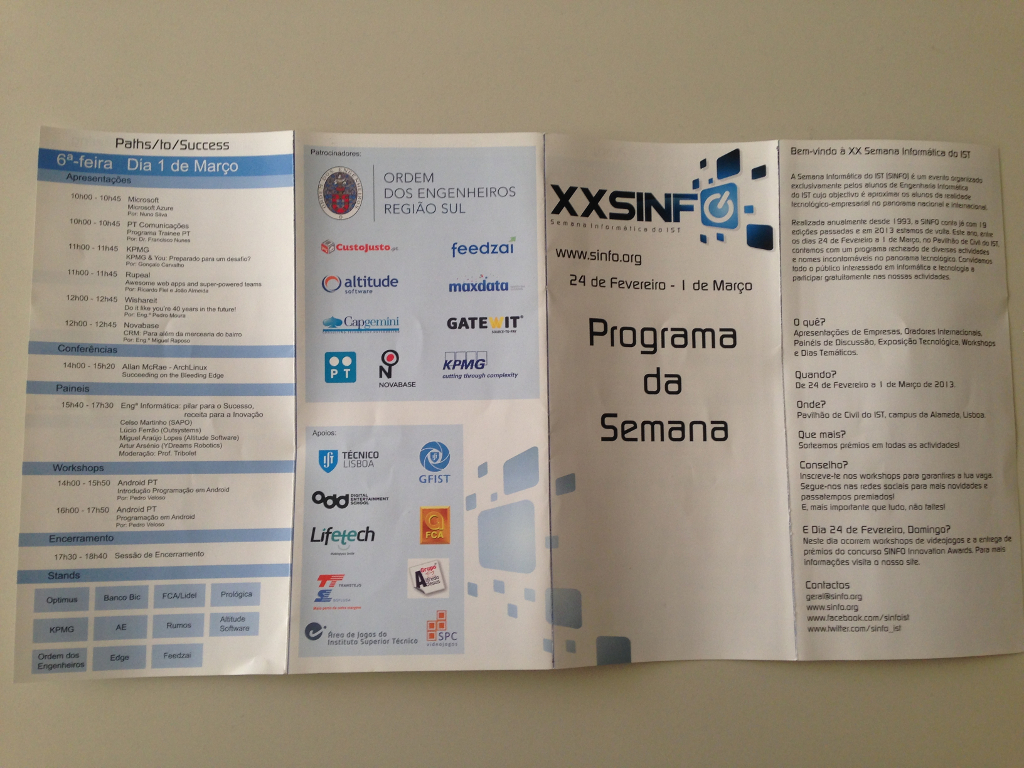 Paths/to/Success
6ª-feira Dia 1 de Março
Apresentações
10h00 - 10h45 Microsoft
Microsoft Azure
Por: Nuno Silva
10h00 - 10h45 PT Comunicações
Programa Trainee PT
Por: Dr. Francisco Nunes
11h00 - 11h45 KPMG
KPMG & You: Preparado para um desafio?
Por: Gonçalo Carvalho
11h00 - 11h45 Rupeal
Awesome web apps and super-powered teams
Por: Ricardo Piel e João Almeida
12h00 - 12h45 Wishareit
Do it like you're 40 years in the future!
Por: Eng.º Pedro Moura
12h00 - 12h45 Novabase
CRM: Para além da mercearia do bairro
Por: Eng.º Miguel Raposo
Conferências
14h00 - 15h20 Allan McRae - ArchLinux
Succeeding on the Bleeding Edge
Paineis
15h40 - 17h30 Engª Informática: pilar para o Sucesso,
receita para a Inovação
Celso Martinho (SAPO)
Lúcio Ferrão (Outsystems)
Miguel Araújo Lopes (Altitude Software)
Artur Arsénio (YDreams Robotics)
Moderação: Prof. Tribolet
Workshops
14h00 - 15h50 Android PT
Introdução Programação em Android
Por: Pedro Veloso
16h00 - 17h50 Android PT
Programação em Android
Por: Pedro Veloso
Encerramento
17h30 - 18h40 Sessão de Encerramento
Stands
Optimus Banco Bic FCA/Lidel Prológica
KPMG AE Rumos Altitude Software
Ordem dos Engenheiros Edge Feedzai
Patrocinadores:
ORDEM
DOS ENGENHEIROS
REGIÃO SUL
CustoJusto.pt feedzai
altitude software maxdata
Capgemini GATEWIT
PT NOVABASE KPMG
cutting through complexity
Apoios:
TÉCNICO LISBOA
GFIST
odd DIGITAL ENTERTAINMENT SCHOOL
Lifetech
FCA
Grupo
SPC
videojogos
Área de Jogos do
Instituto Superior Técnico
XXSINFO
Semana Informática do IST
www.sinfo.org
24 de Fevereiro - 1 de Março
Programa
da
Semana
Bem-vindo à XX Semana Informática do IST
A Semana Informática do IST (SINFO) é um evento organizado
exclusivamente pelos alunos de Engenharia Informática
do IST cujo objectivo é aproximar os alunos da realidade
tecnológico-empresarial no panorama nacional e internacional.
Realizada anualmente desde 1993, a SINFO conta já com 19
edições passadas e em 2013 estamos de volta. Este ano, entre
os dias 24 de Fevereiro e 1 de Março, no Pavilhão de Civil do IST,
contamos com um programa recheado de diversas actividades
e nomes incontornáveis no panorama tecnológico. Convidamos
todo o público interessado em informática e tecnologia a
participar gratuitamente nas nossas actividades.
O quê?
Apresentações de Empresas, Oradores Internacionais,
Painéis de Discussão, Exposição Tecnológica, Workshops
e Dias Temáticos.
Quando?
De 24 de Fevereiro a 1 de Março de 2013.
Onde?
Pavilhão de Civil do IST, campus da Alameda, Lisboa.
Que mais?
Sorteamos prémios em todas as actividades!
Conselho?
Inscreve-te nos workshops para garantires a tua vaga.
Segue-nos nas redes sociais para mais novidades e
passatempos premiados!
E, mais importante que tudo, não faltes!
E Dia 24 de Fevereiro, Domingo?
Neste dia ocorrem workshops de videojogos e a entrega de
prémios do concurso SINFO Innovation Awards. Para mais
informações visita o nosso site.
Contactos
geral@sinfo.org
www.sinfo.org
www.facebook.com/sinfoist
www.twitter.com/sinfo_ist